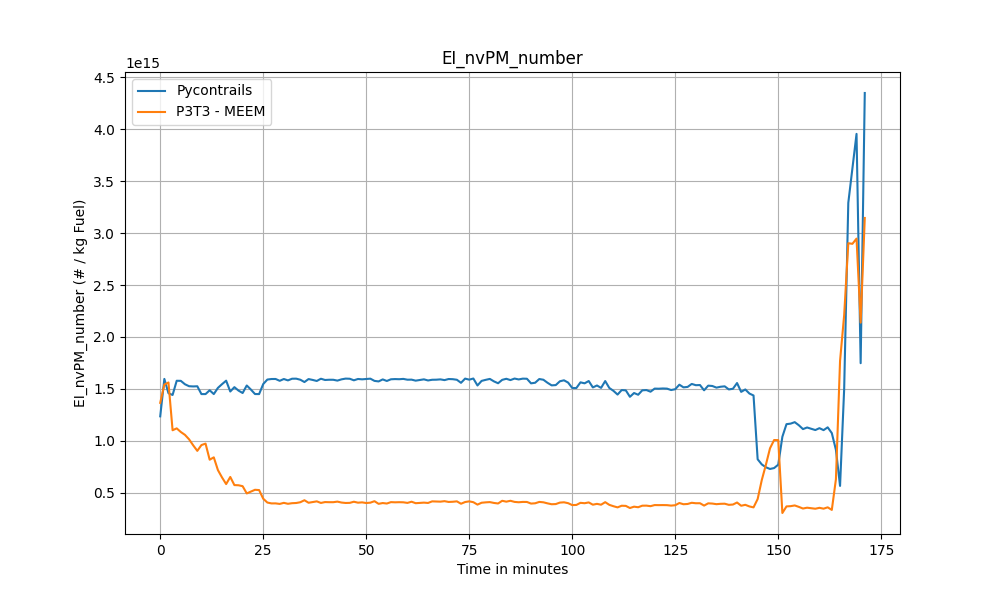 EI_nvPM_number
1e15
Pycontrails
P3T3 - MEEM
4.5
4.0
3.5
3.0
2.5
2.0
1.5
1.0
0.5
EI_nvPM_number (# / kg Fuel)
0
25
50
75
100
125
150
175
Time in minutes